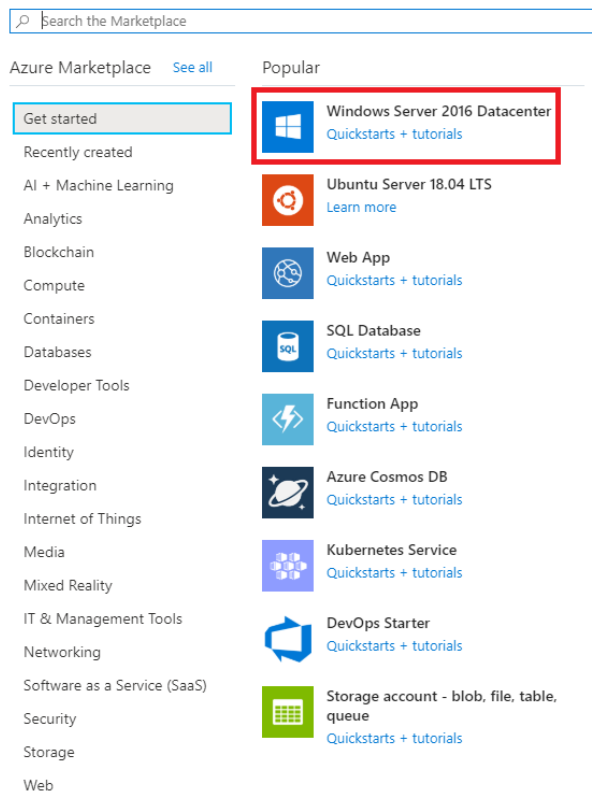 Search the Marketplace
Azure Marketplace
See all
Popular
Get started
Recently created
AI + Machine Learning
Analytics
Blockchain
Compute
Containers
Databases
Developer Tools
DevOps
Identity
Integration
Internet of Things
Media
Mixed Reality
IT & Management Tools
Networking
Software as a Service (SaaS)
Security
Storage
Web
Windows Server 2016 Datacenter
Quickstarts + tutorials
Ubuntu Server 18.04 LTS
Learn more
Web App
Quickstarts + tutorials
SQL
SQL Database
Quickstarts + tutorials
Function App
Quickstarts + tutorials
Azure Cosmos DB
Quickstarts + tutorials
Kubernetes Service
Quickstarts + tutorials
DevOps Starter
Quickstarts + tutorials
Storage account - blob, file, table,
queue
Quickstarts + tutorials